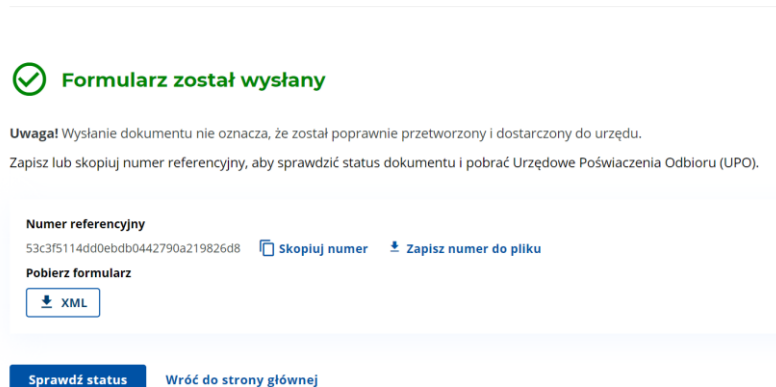 Formularz został wysłany
Uwaga! Wysłanie dokumentu nie oznacza, że został poprawnie przetworzony i dostarczony do urzędu.
Zapisz lub skopiuj numer referencyjny, aby sprawdzić status dokumentu i pobrać Urzędowe Poświaczenia Odbioru (UPO).
Numer referencyjny
53c3f5114dd0ebdb0442790a219826d8 Skopiuj numer Zapisz numer do pliku
Pobierz formularz
XML
Sprawdź status Wróć do strony głównej